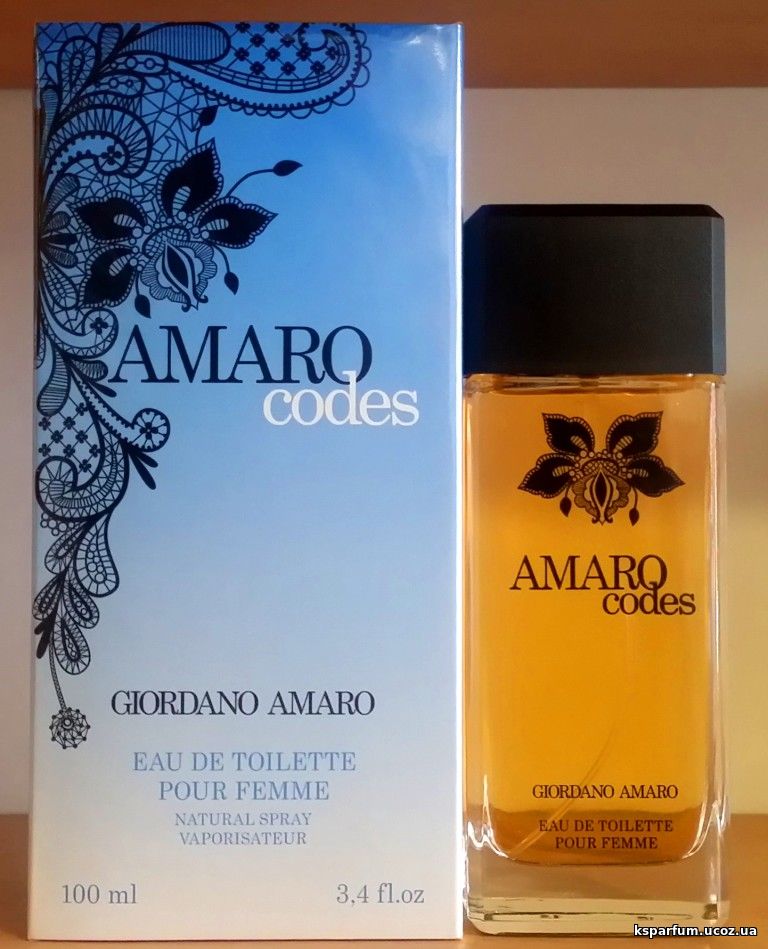 AMARO
codes
GIORDANO AMARO
EAU DE TOILETTE
POUR FEMME
NATURAL SPRAY
VAPORISATEUR
100 ml 3,4 fl.oz
AMARO
codes
GIORDANO AMARO
EAU DE TOILETTE
POUR FEMME
ksparfum.ucoz.ua